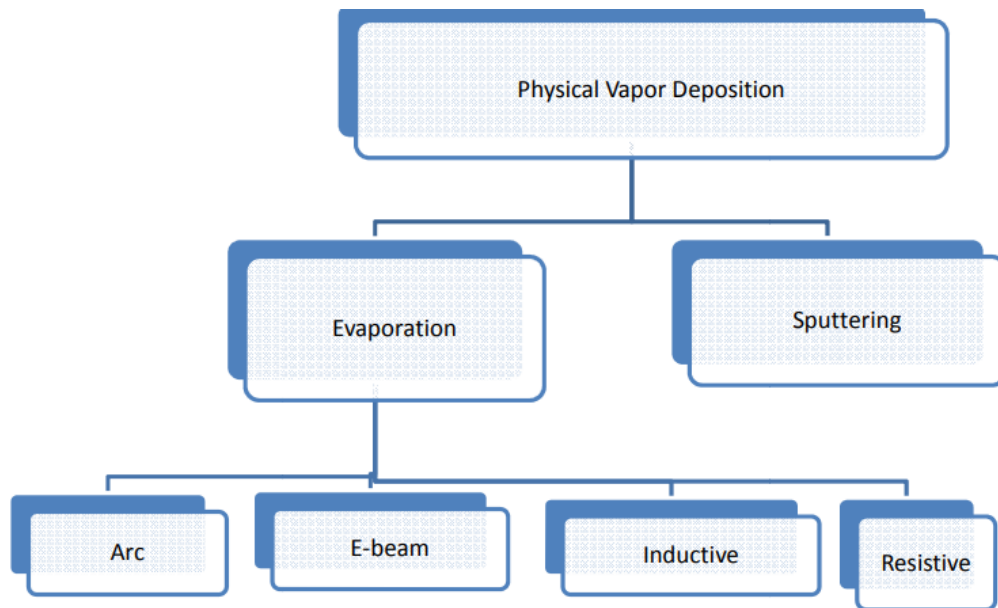 Physical Vapor Deposition
Evaporation
Sputtering
Arc
E-beam
Inductive
Resistive